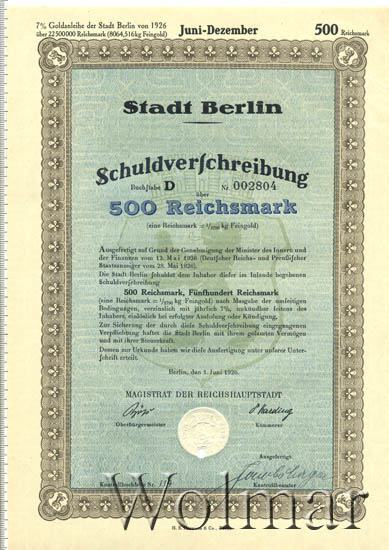 7% Goldanleihe der Stadt Berlin von 1926
über 22500000 Reichsmark (8064,516 kg Feingold)
Juni-Dezember
500 Reichsmark
Stadt Berlin
Schuldverschreibung
Buchstabe D Nr 002804
über
500 Reichsmark
(eine Reichsmark = 1/2790 kg Feingold)
Ausgefertigt auf Grund der Genehmigung der Minister des Innern und
der Finanzen vom 12. Mai 1926 (Deutscher Reichs- und Preußischer
Staatsanzeiger vom 28. Mai 1926).
Die Stadt Berlin schuldet dem Inhaber dieser im Inlande begebenen
Schuldverschreibung
500 Reichsmark, Fünfhundert Reichsmark
(eine Reichsmark = 1/2790 kg Feingold) nach Maßgabe der umseitigen
Bedingungen, verzinslich mit jährlich 7%, unkündbar seitens des
Inhabers, einlöslich bei erfolgter Auslosung oder Kündigung.
Zur Sicherung der durch diese Schuldverschreibung eingegangenen
Verpflichtung haftet die Stadt Berlin mit ihrem gesamten Vermögen
und mit ihrer Steuerkraft.
Dessen zur Urkunde haben wir diese Ausfertigung unter unserer Unter-
schrift erteilt.
Berlin, den 1. Juni 1926.
MAGISTRAT DER REICHSHAUPTSTADT
Böß
Oberbürgermeister Kämmerer
Ausgefertigt:
Kontrollbuch Nr.
Kontrollbeamter
Wolmar